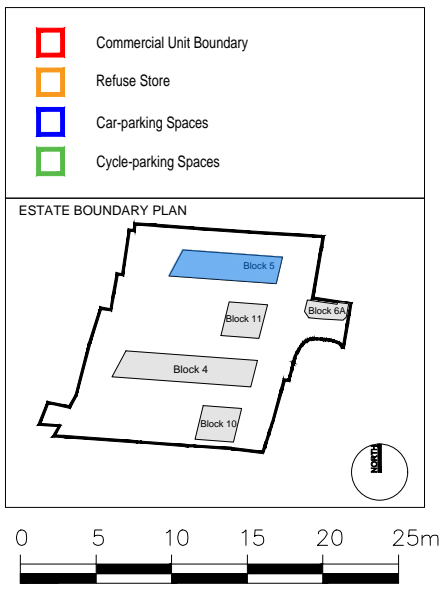 Commercial Unit Boundary
Refuse Store
Car-parking Spaces
Cycle-parking Spaces
ESTATE BOUNDARY PLAN
Block 5
Block 6A
Block 11
Block 4
Block 10
NORTH
0 5 10 15 20 25m